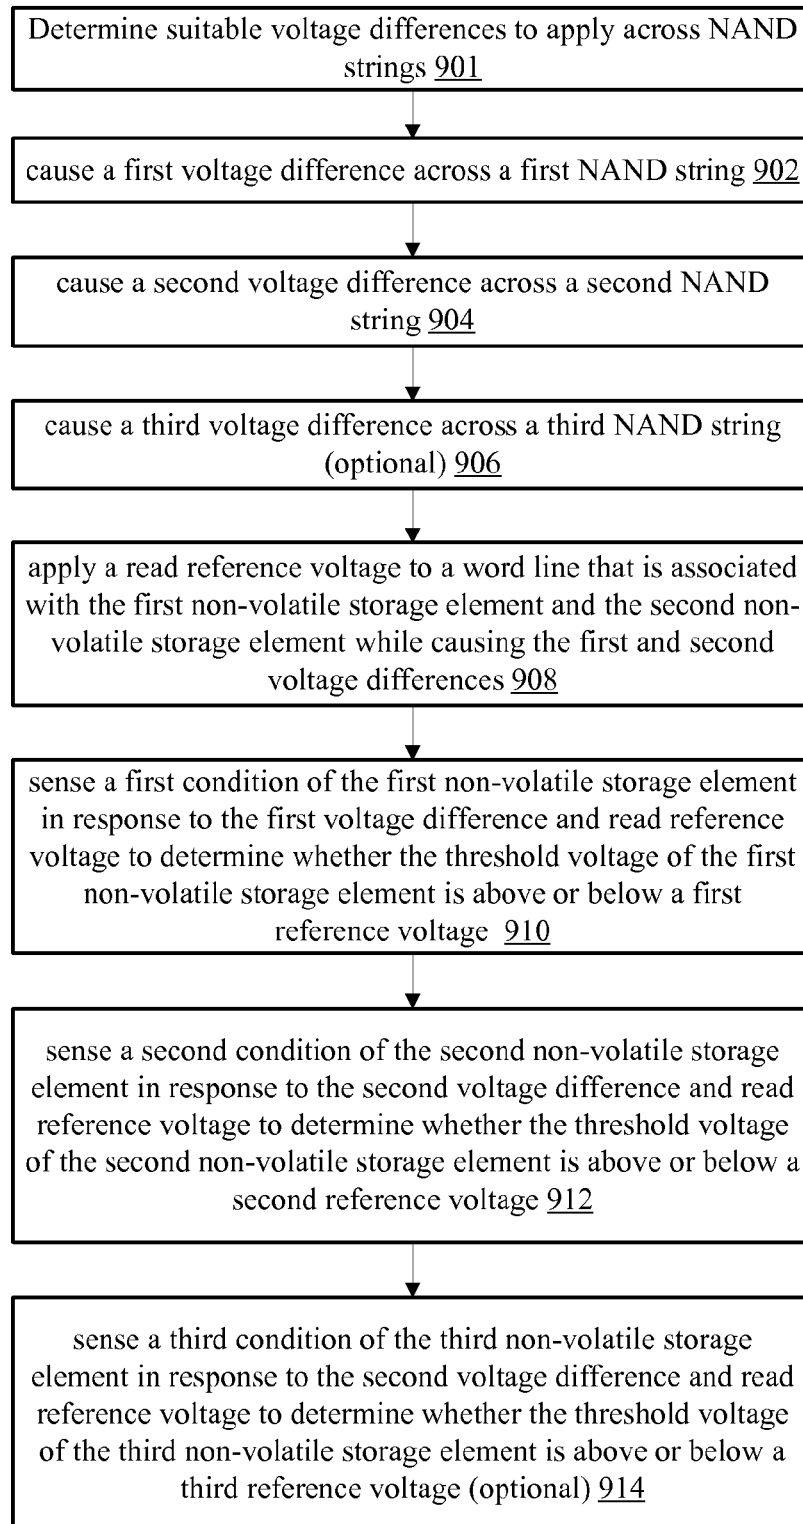 Determine suitable voltage differences to apply across NAND
strings 901
cause a first voltage difference across a first NAND string 902
cause a second voltage difference across a second NAND
string 904
cause a third voltage difference across a third NAND string
(optional) 906
apply a read reference voltage to a word line that is associated
with the first non-volatile storage element and the second non-
volatile storage element while causing the first and second
voltage differences 908
sense a first condition of the first non-volatile storage element
in response to the first voltage difference and read reference
voltage to determine whether the threshold voltage of the first
non-volatile storage element is above or below a first
reference voltage 910
sense a second condition of the second non-volatile storage
element in response to the second voltage difference and read
reference voltage to determine whether the threshold voltage
of the second non-volatile storage element is above or below a
second reference voltage 912
sense a third condition of the third non-volatile storage
element in response to the second voltage difference and read
reference voltage to determine whether the threshold voltage
of the third non-volatile storage element is above or below a
third reference voltage (optional) 914